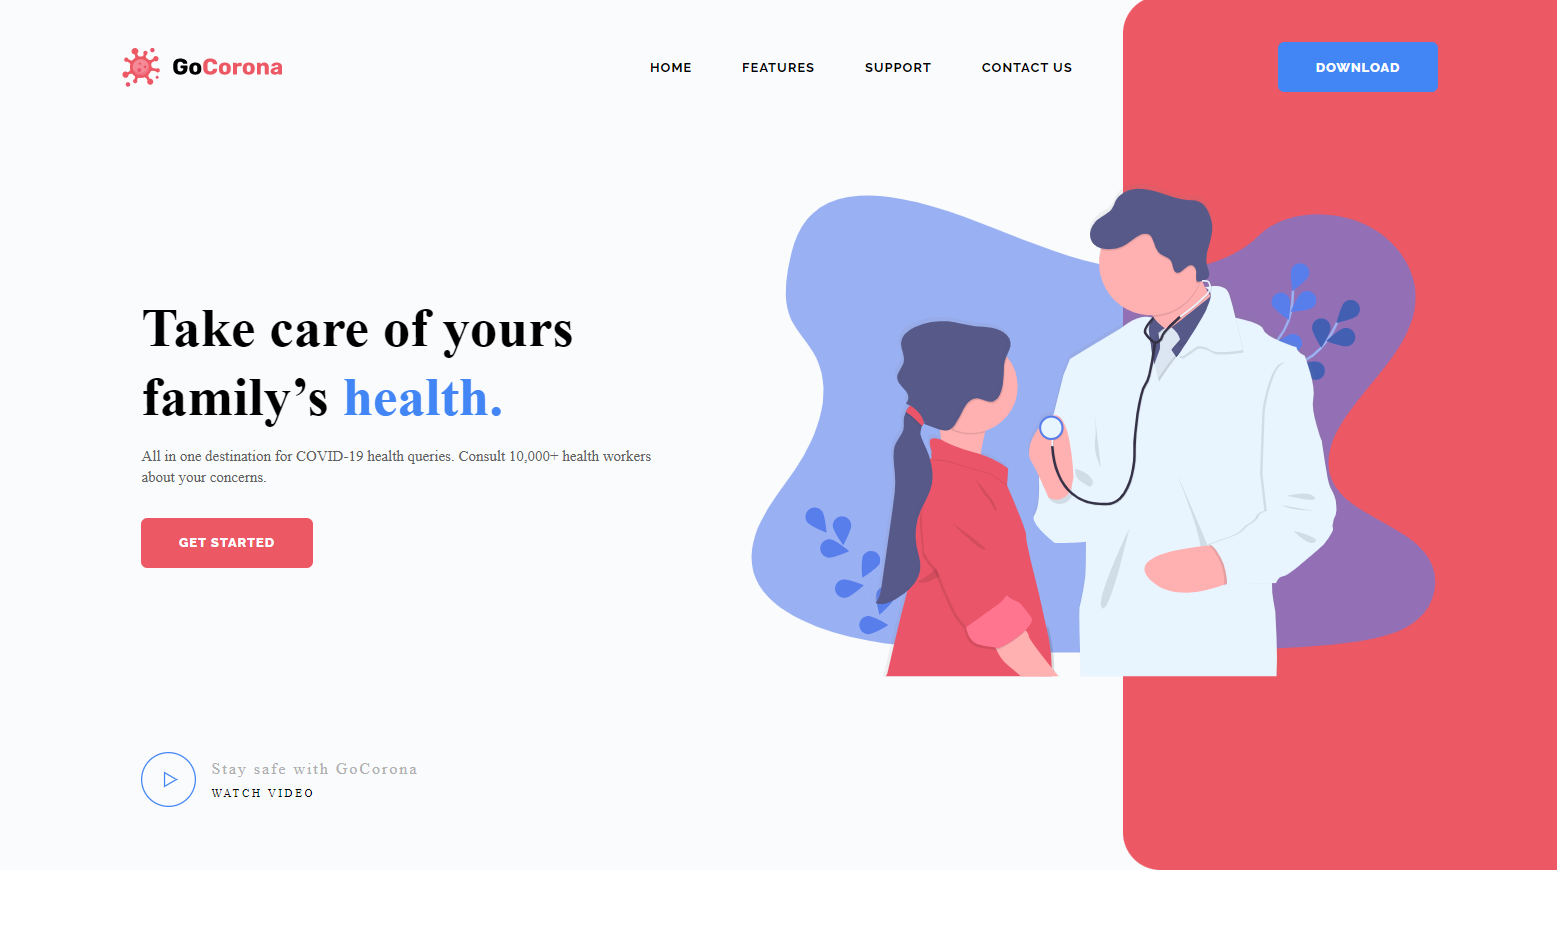 GoCorona
HOME FEATURES SUPPORT CONTACT US
DOWNLOAD
Take care of yours
family’s health.
All in one destination for COVID-19 health queries. Consult 10,000+ health workers
about your concerns.
GET STARTED
Stay safe with GoCorona
WATCH VIDEO